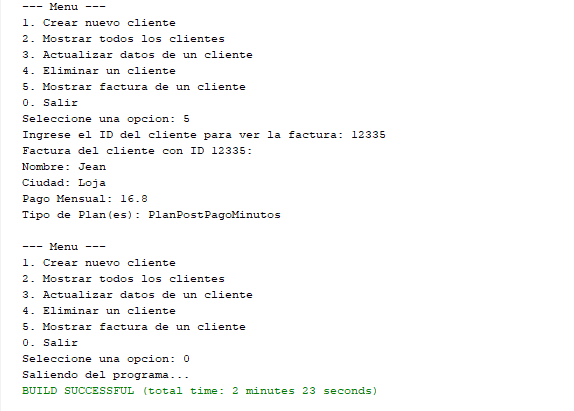 --- Menu ---
1. Crear nuevo cliente
2. Mostrar todos los clientes
3. Actualizar datos de un cliente
4. Eliminar un cliente
5. Mostrar factura de un cliente
0. Salir
Seleccione una opcion: 5
Ingrese el ID del cliente para ver la factura: 12335
Factura del cliente con ID 12335:
Nombre: Jean
Ciudad: Loja
Pago Mensual: 16.8
Tipo de Plan(es): PlanPostPagoMinutos

--- Menu ---
1. Crear nuevo cliente
2. Mostrar todos los clientes
3. Actualizar datos de un cliente
4. Eliminar un cliente
5. Mostrar factura de un cliente
0. Salir
Seleccione una opcion: 0
Saliendo del programa...
BUILD SUCCESSFUL (total time: 2 minutes 23 seconds)